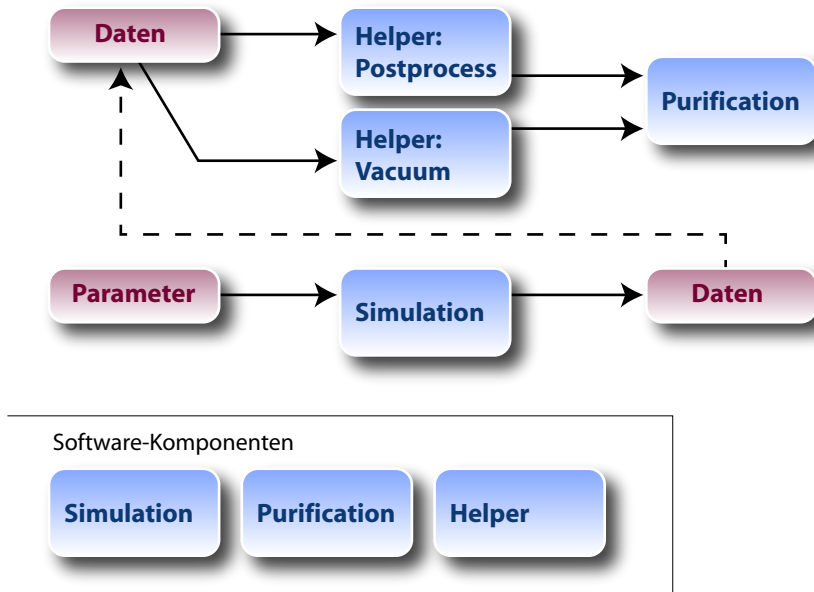 Daten
Helper:
Postprocess
Helper:
Vacuum
Purification
Parameter
Simulation
Daten
Software-Komponenten
Simulation
Purification
Helper